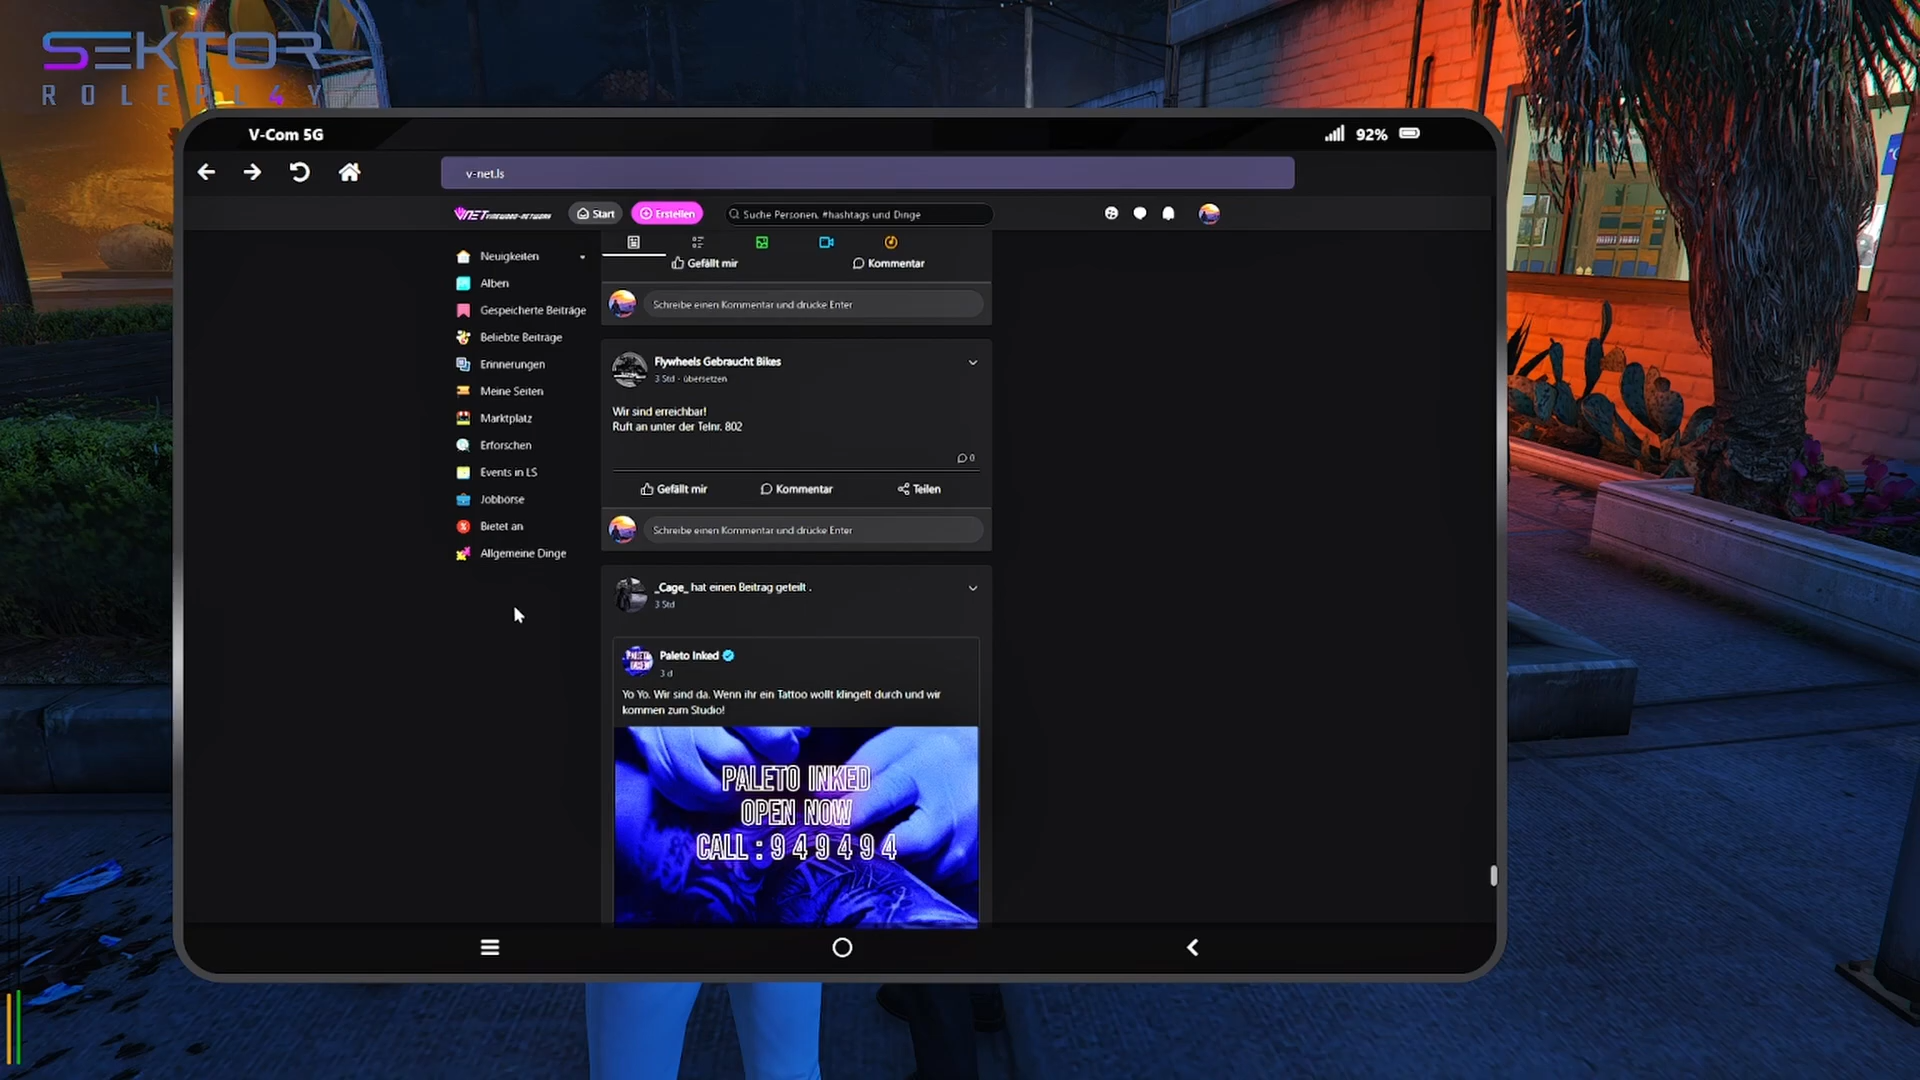 SEKTOR
ROLEPL4Y
V-Com 5G
92%
v-net.ls
VNET VINEWOOD-NETWORK
Start
Erstellen
Suche Personen, #hashtags und Dinge
Neuigkeiten
Alben
Gespeicherte Beiträge
Beliebte Beiträge
Erinnerungen
Meine Seiten
Marktplatz
Erforschen
Events in LS
Jobbörse
Bietet an
Allgemeine Dinge
Gefällt mir
Kommentar
Schreibe einen Kommentar und drücke Enter
Flywheels Gebraucht Bikes
3 Std - übersetzen
Wir sind erreichbar!
Ruft an unter der Telnr. 802
0
Gefällt mir
Kommentar
Teilen
Schreibe einen Kommentar und drücke Enter
_Cage_ hat einen Beitrag geteilt .
3 Std
Paleto Inked
3 d
Yo Yo. Wir sind da. Wenn ihr ein Tattoo wollt klingelt durch und wir
kommen zum Studio!
PALETO INKED
OPEN NOW
CALL : 9 4 9 4 9 4